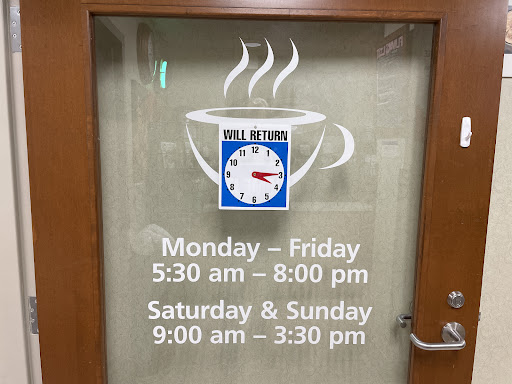 WILL RETURN
12
11 1
10 2
9 3
8 4
7 5
6
Monday – Friday
5:30 am – 8:00 pm
Saturday & Sunday
9:00 am – 3:30 pm